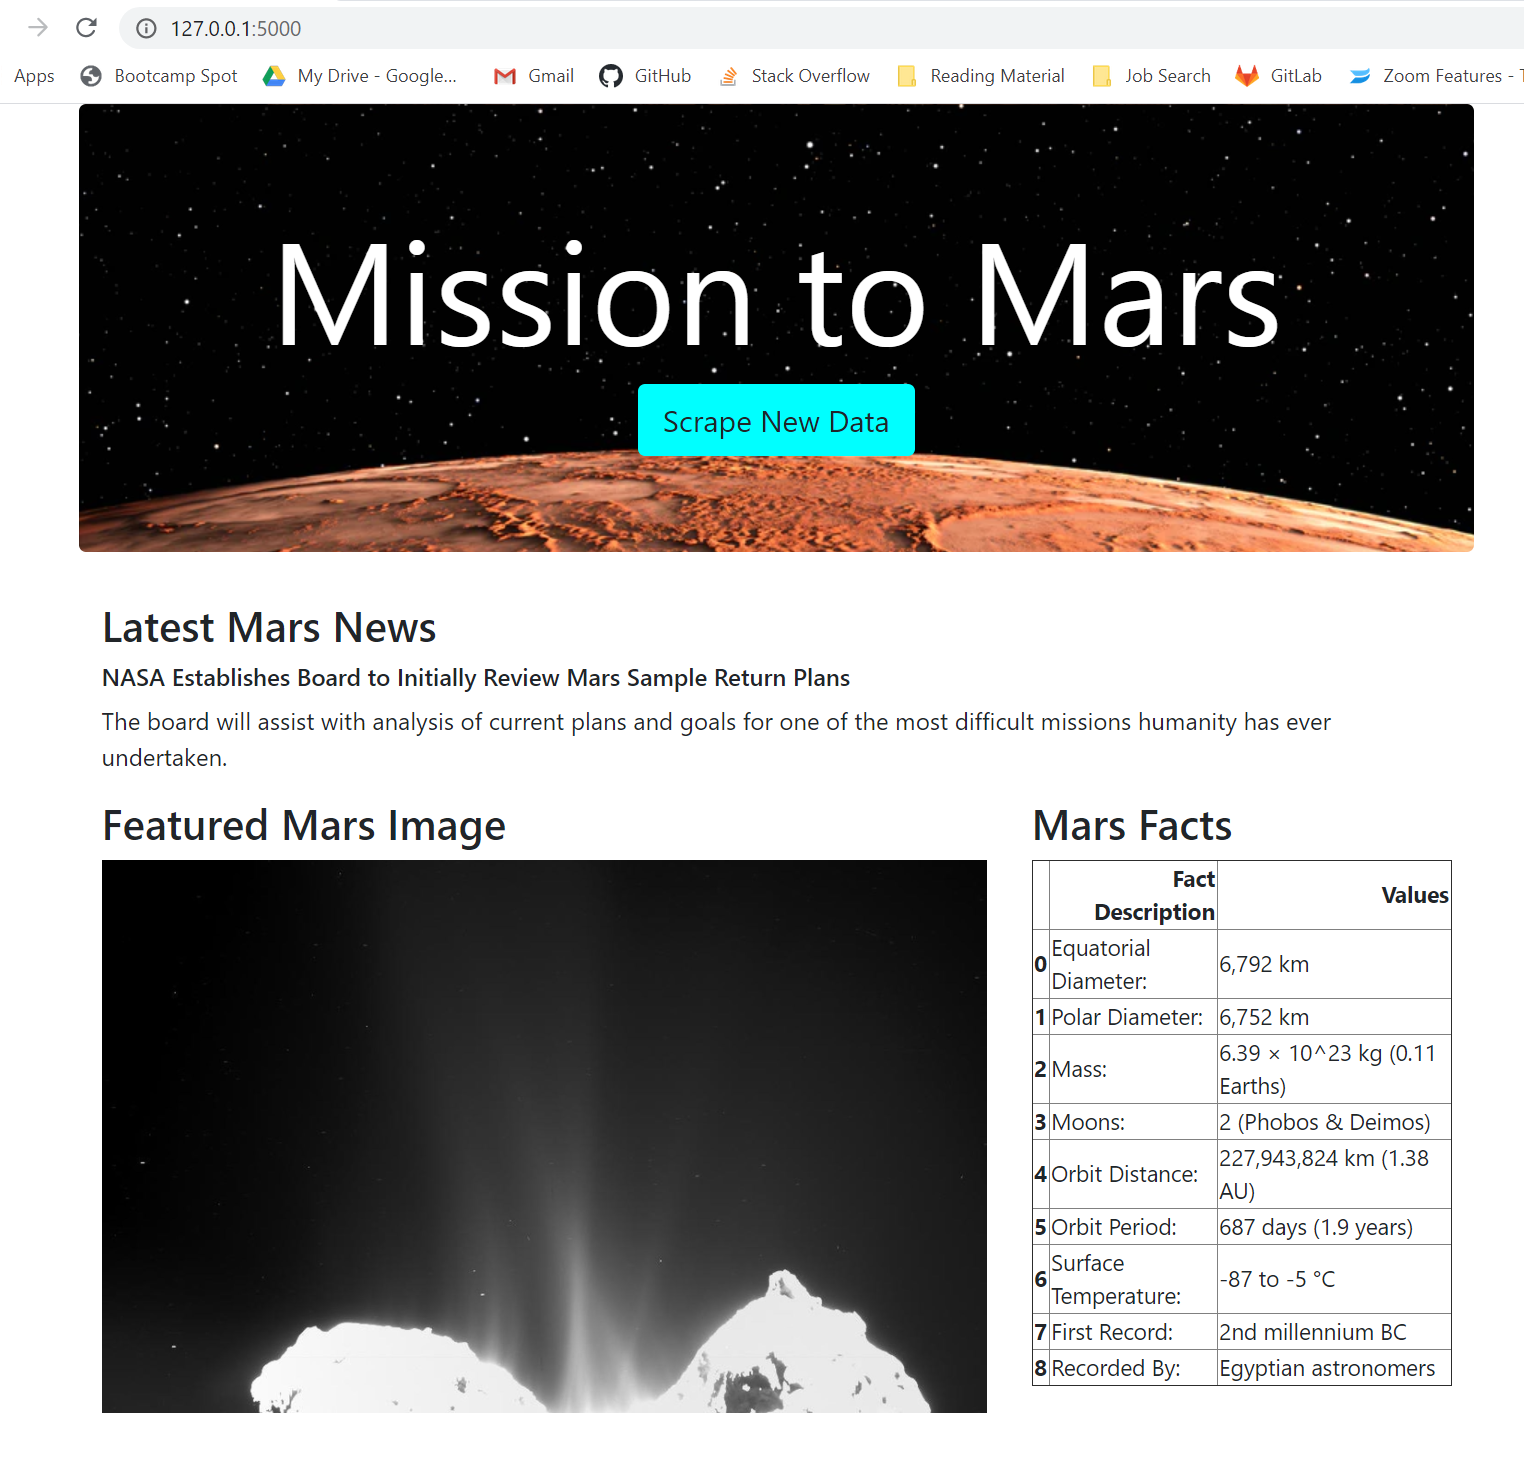 127.0.0.1:5000
Apps Bootcamp Spot My Drive - Google... Gmail GitHub Stack Overflow Reading Material Job Search GitLab Zoom Features - T
Mission to Mars
Scrape New Data
Latest Mars News
NASA Establishes Board to Initially Review Mars Sample Return Plans
The board will assist with analysis of current plans and goals for one of the most difficult missions humanity has ever
undertaken.
Featured Mars Image
Mars Facts
Fact
Description
Values
0 Equatorial
Diameter: 6,792 km
1 Polar Diameter: 6,752 km
2 Mass: 6.39 × 10^23 kg (0.11
Earths)
3 Moons: 2 (Phobos & Deimos)
4 Orbit Distance: 227,943,824 km (1.38
AU)
5 Orbit Period: 687 days (1.9 years)
6 Surface
Temperature: -87 to -5 °C
7 First Record: 2nd millennium BC
8 Recorded By: Egyptian astronomers